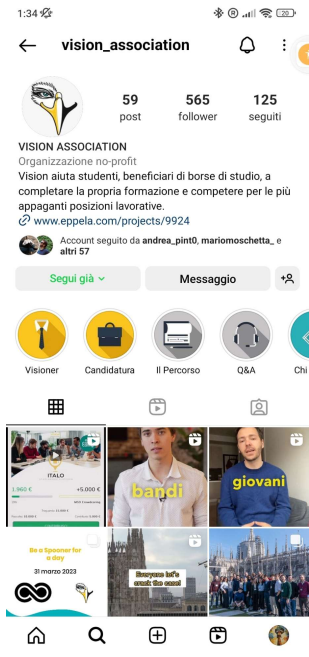 1:34
20
vision_association
59
565
125
post
follower
seguiti
VISION ASSOCIATION
Organizzazione no-profit
Vision aiuta studenti, beneficiari di borse di studio, a
completare la propria formazione e competere per le più
appaganti posizioni lavorative.
www.eppela.com/projects/9924
Account seguito da andrea_pint0, mariomoschetta_ e
altri 57
Segui già
Messaggio
Visioner
Candidatura
Il Percorso
Q&A
Chi
ITALO
1.960 €
+5.000 €
bandi
giovani
Be a Sponsor for
a day
31 marzo 2023
Everyone let's
crack the case!